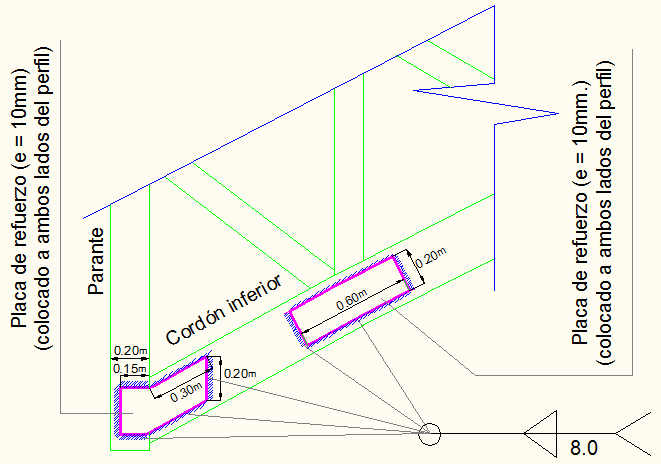 Placa de refuerzo (e = 10mm)
(colocado a ambos lados del perfil)
Parante
Cordón inferior
0.20m
0.15m
0.30m
0.20m
0.60m
0.20m
Placa de refuerzo (e = 10mm.)
(colocado a ambos lados del perfil)
8.0